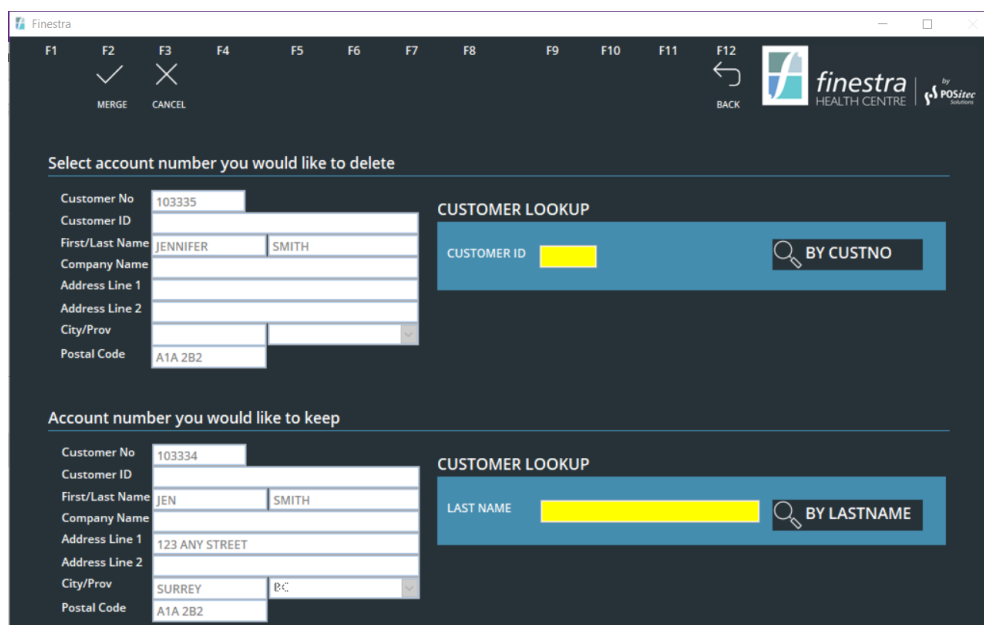 Finestra
F1 F2 F3 F4 F5 F6 F7 F8 F9 F10 F11 F12
MERGE CANCEL BACK
finestra
HEALTH CENTRE
by
POSitec
Solutions
Select account number you would like to delete
Customer No 103335
Customer ID
First/Last Name JENNIFER SMITH
Company Name
Address Line 1
Address Line 2
City/Prov
Postal Code A1A 2B2
CUSTOMER LOOKUP
CUSTOMER ID BY CUSTNO
Account number you would like to keep
Customer No 103334
Customer ID
First/Last Name JEN SMITH
Company Name
Address Line 1 123 ANY STREET
Address Line 2
City/Prov SURREY BC
Postal Code A1A 2B2
CUSTOMER LOOKUP
LAST NAME BY LASTNAME